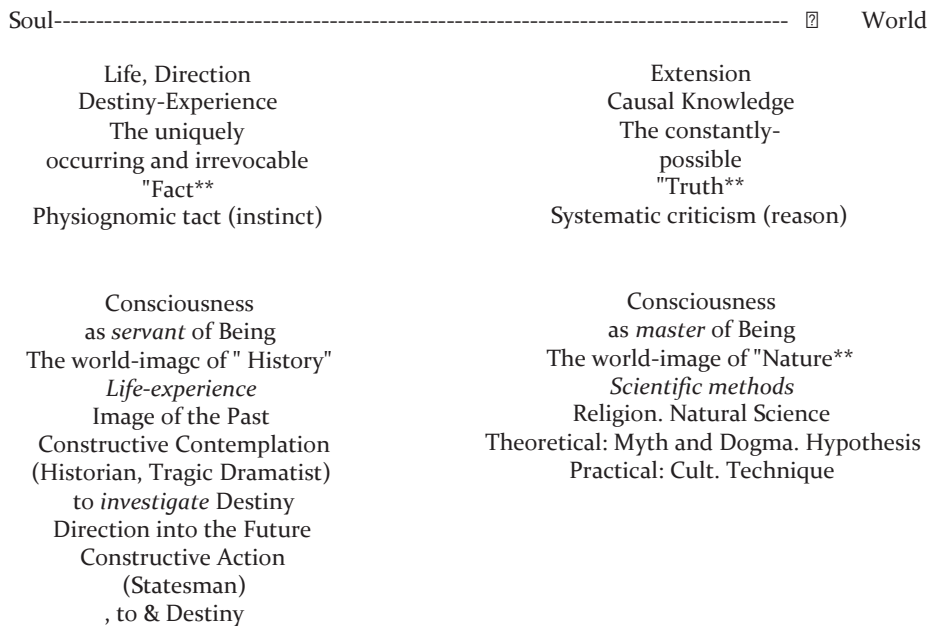 Soul---------------------------------------------------------------------------------------- ⍰ World
Life, Direction
Destiny-Experience
The uniquely
occurring and irrevocable
"Fact**
Physiognomic tact (instinct)
Extension
Causal Knowledge
The constantly-
possible
"Truth**
Systematic criticism (reason)
Consciousness
as servant of Being
The world-imagc of " History"
Life-experience
Image of the Past
Constructive Contemplation
(Historian, Tragic Dramatist)
to investigate Destiny
Direction into the Future
Constructive Action
(Statesman)
, to & Destiny
Consciousness
as master of Being
The world-image of "Nature**
Scientific methods
Religion. Natural Science
Theoretical: Myth and Dogma. Hypothesis
Practical: Cult. Technique